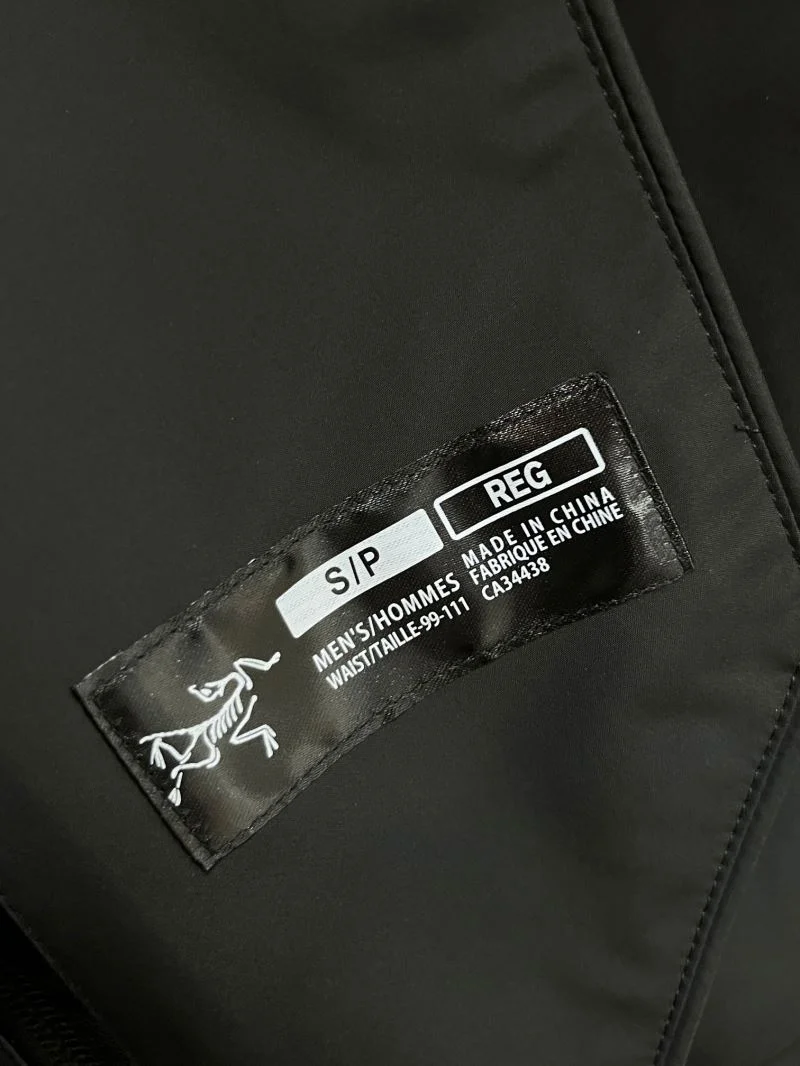 S/P
REG
MEN'S/HOMMES
WAIST/TAILLE-99-111
MADE IN CHINA
FABRIQUE EN CHINE
CA34438